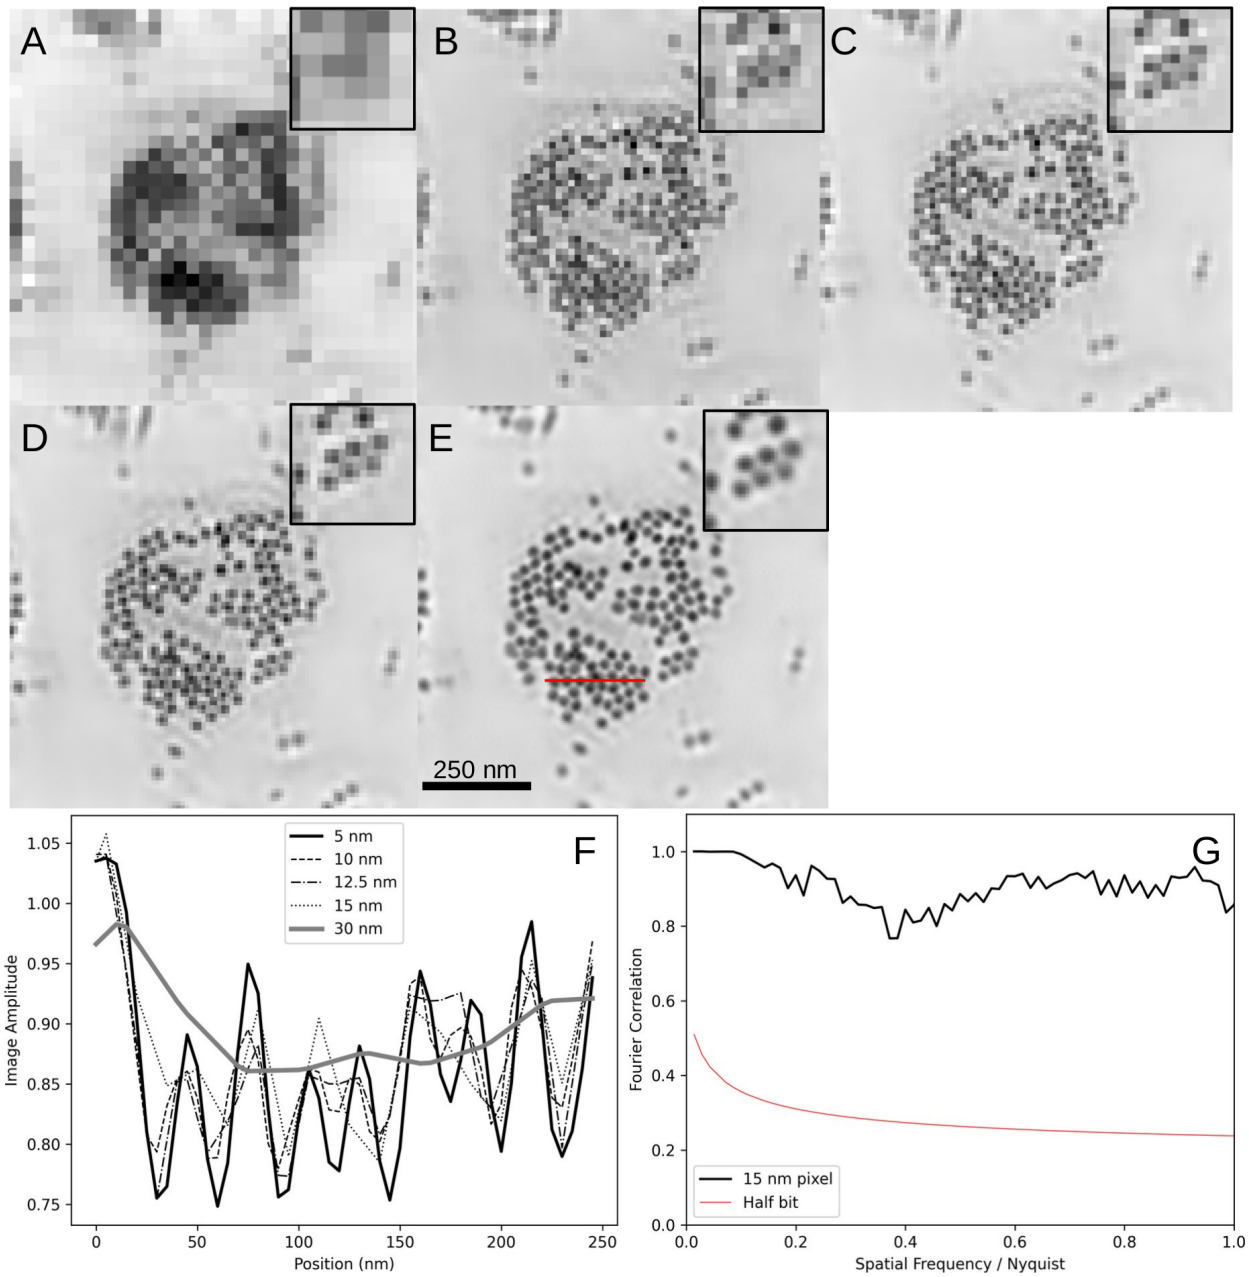 A
B
C
D
E
250 nm
F
5 nm
10 nm
12.5 nm
15 nm
30 nm
1.05
1.00
0.95
0.90
0.85
0.80
0.75
Image Amplitude
0
50
100
150
200
250
Position (nm)
G
1.0
0.8
0.6
0.4
0.2
0.0
Fourier Correlation
15 nm pixel
Half bit
0.0
0.2
0.4
0.6
0.8
1.0
Spatial Frequency / Nyquist